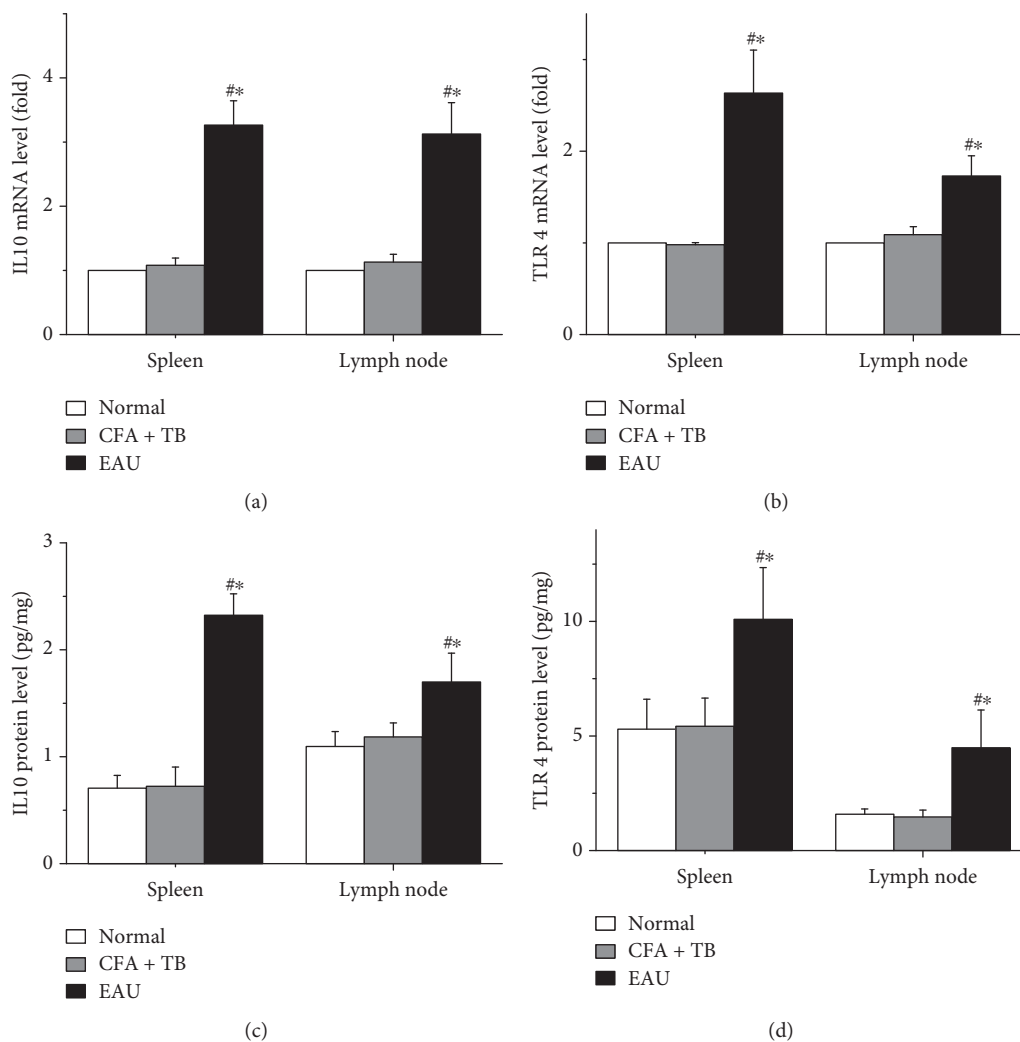 IL10 mRNA level (fold)
4
2
0
#*
#*
Spleen
Lymph node
Normal
CFA + TB
EAU
(a)
TLR 4 mRNA level (fold)
2
0
#*
#*
Spleen
Lymph node
Normal
CFA + TB
EAU
(b)
IL10 protein level (pg/mg)
3
2
1
0
#*
#*
Spleen
Lymph node
Normal
CFA + TB
EAU
(c)
TLR 4 protein level (pg/mg)
10
5
0
#*
#*
Spleen
Lymph node
Normal
CFA + TB
EAU
(d)